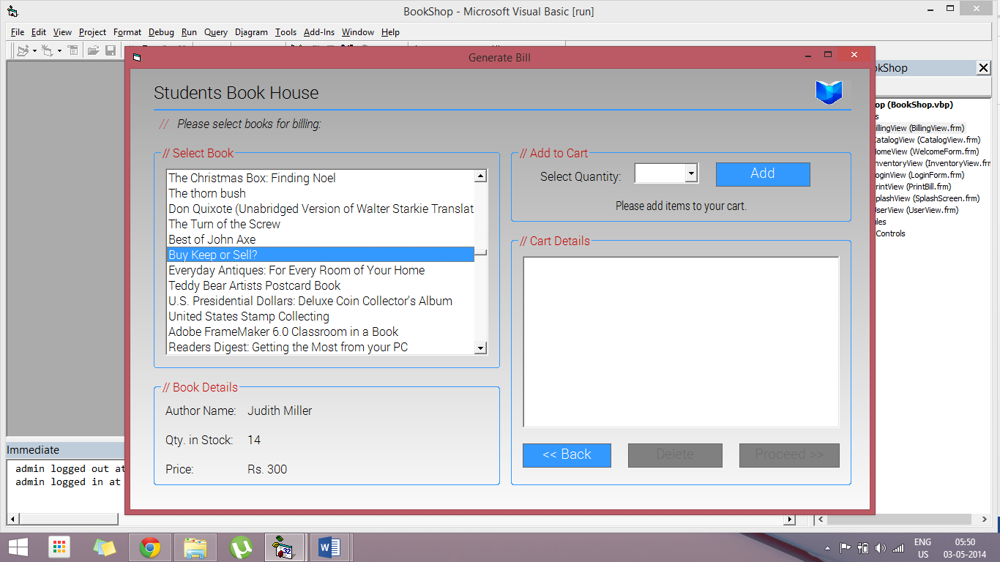 BookShop - Microsoft Visual Basic [run]
File Edit View Project Format Debug Run Query Diagram Tools Add-Ins Window Help
Generate Bill
Students Book House
// Please select books for billing:
// Select Book
The Christmas Box: Finding Noel
The thorn bush
Don Quixote (Unabridged Version of Walter Starkie Translat
The Turn of the Screw
Best of John Axe
Buy Keep or Sell?
Everyday Antiques: For Every Room of Your Home
Teddy Bear Artists Postcard Book
U.S. Presidential Dollars: Deluxe Coin Collector's Album
United States Stamp Collecting
Adobe FrameMaker 6.0 Classroom in a Book
Readers Digest: Getting the Most from your PC
// Book Details
Author Name: Judith Miller
Qty. in Stock: 14
Price: Rs. 300
// Add to Cart
Select Quantity:
Add
Please add items to your cart.
// Cart Details
<< Back
Delete
Proceed >>
okShop
op (BookShop.vbp)
s
illingView (BillingView.frm)
CatalogView (CatalogView.frm)
omeView (WelcomeForm.frm)
nventoryView (InventoryView.frm
oginView (LoginForm.frm)
rintView (PrintBill.frm)
plashView (SplashScreen.frm)
serView (UserView.frm)
les
Controls
Immediate
admin logged out at
admin logged in at
32
ENG
US
05:50
03-05-2014